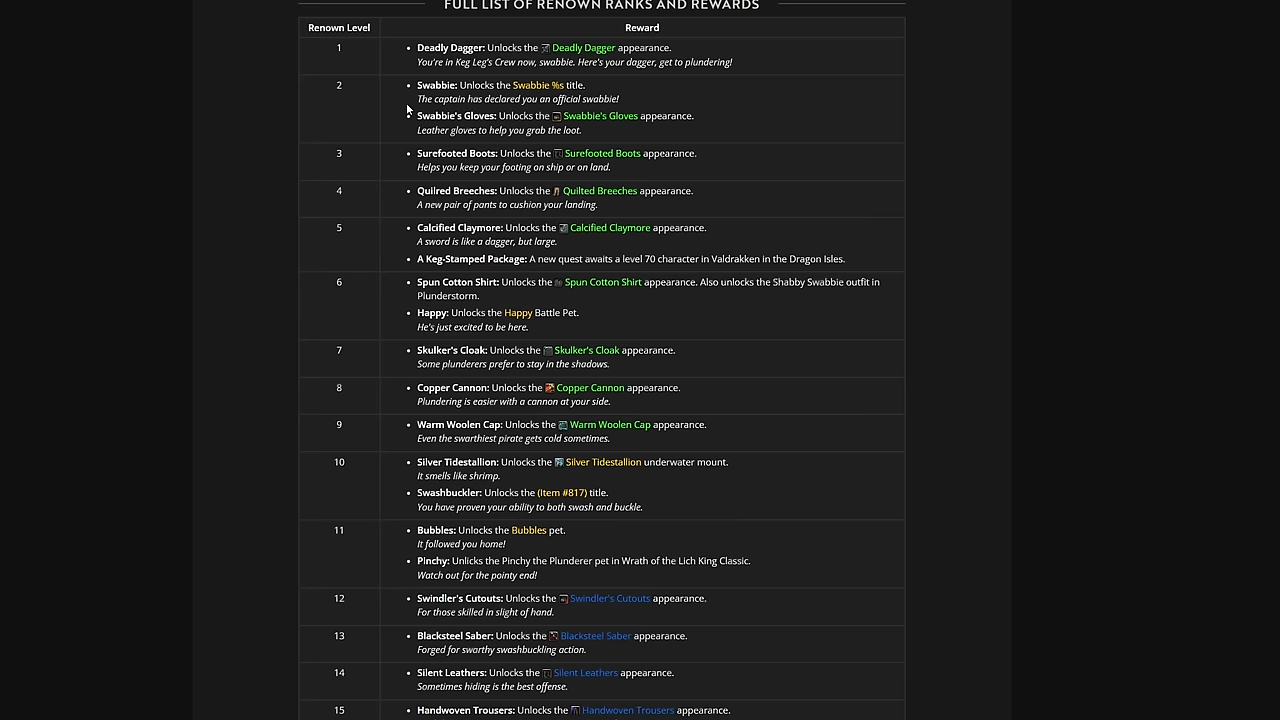 FULL LIST OF RENOWN RANKS AND REWARDS
Renown Level Reward
1
Deadly Dagger: Unlocks the Deadly Dagger appearance.
You're in Keg Leg's Crew now, swabbie. Here's your dagger, get to plundering!
2
Swabbie: Unlocks the Swabbie %s title.
The captain has declared you an official swabbie!
Swabbie's Gloves: Unlocks the Swabbie's Gloves appearance.
Leather gloves to help you grab the loot.
3
Surefooted Boots: Unlocks the Surefooted Boots appearance.
Helps you keep your footing on ship or on land.
4
Quilred Breeches: Unlocks the Quilted Breeches appearance.
A new pair of pants to cushion your landing.
5
Calcified Claymore: Unlocks the Calcified Claymore appearance.
A sword is like a dagger, but large.
A Keg-Stamped Package: A new quest awaits a level 70 character in Valdrakken in the Dragon Isles.
6
Spun Cotton Shirt: Unlocks the Spun Cotton Shirt appearance. Also unlocks the Shabby Swabbie outfit in
Plunderstorm.
Happy: Unlocks the Happy Battle Pet.
He's just excited to be here.
7
Skulker's Cloak: Unlocks the Skulker's Cloak appearance.
Some plunderers prefer to stay in the shadows.
8
Copper Cannon: Unlocks the Copper Cannon appearance.
Plundering is easier with a cannon at your side.
9
Warm Woolen Cap: Unlocks the Warm Woolen Cap appearance.
Even the swarthiest pirate gets cold sometimes.
10
Silver Tidestallion: Unlocks the Silver Tidestallion underwater mount.
It smells like shrimp.
Swashbuckler: Unlocks the (Item #817) title.
You have proven your ability to both swash and buckle.
11
Bubbles: Unlocks the Bubbles pet.
It followed you home!
Pinchy: Unlicks the Pinchy the Plunderer pet in Wrath of the Lich King Classic.
Watch out for the pointy end!
12
Swindler's Cutouts: Unlocks the Swindler's Cutouts appearance.
For those skilled in slight of hand.
13
Blacksteel Saber: Unlocks the Blacksteel Saber appearance.
Forged for swarthy swashbuckling action.
14
Silent Leathers: Unlocks the Silent Leathers appearance.
Sometimes hiding is the best offense.
15
Handwoven Trousers: Unlocks the Handwoven Trousers appearance.